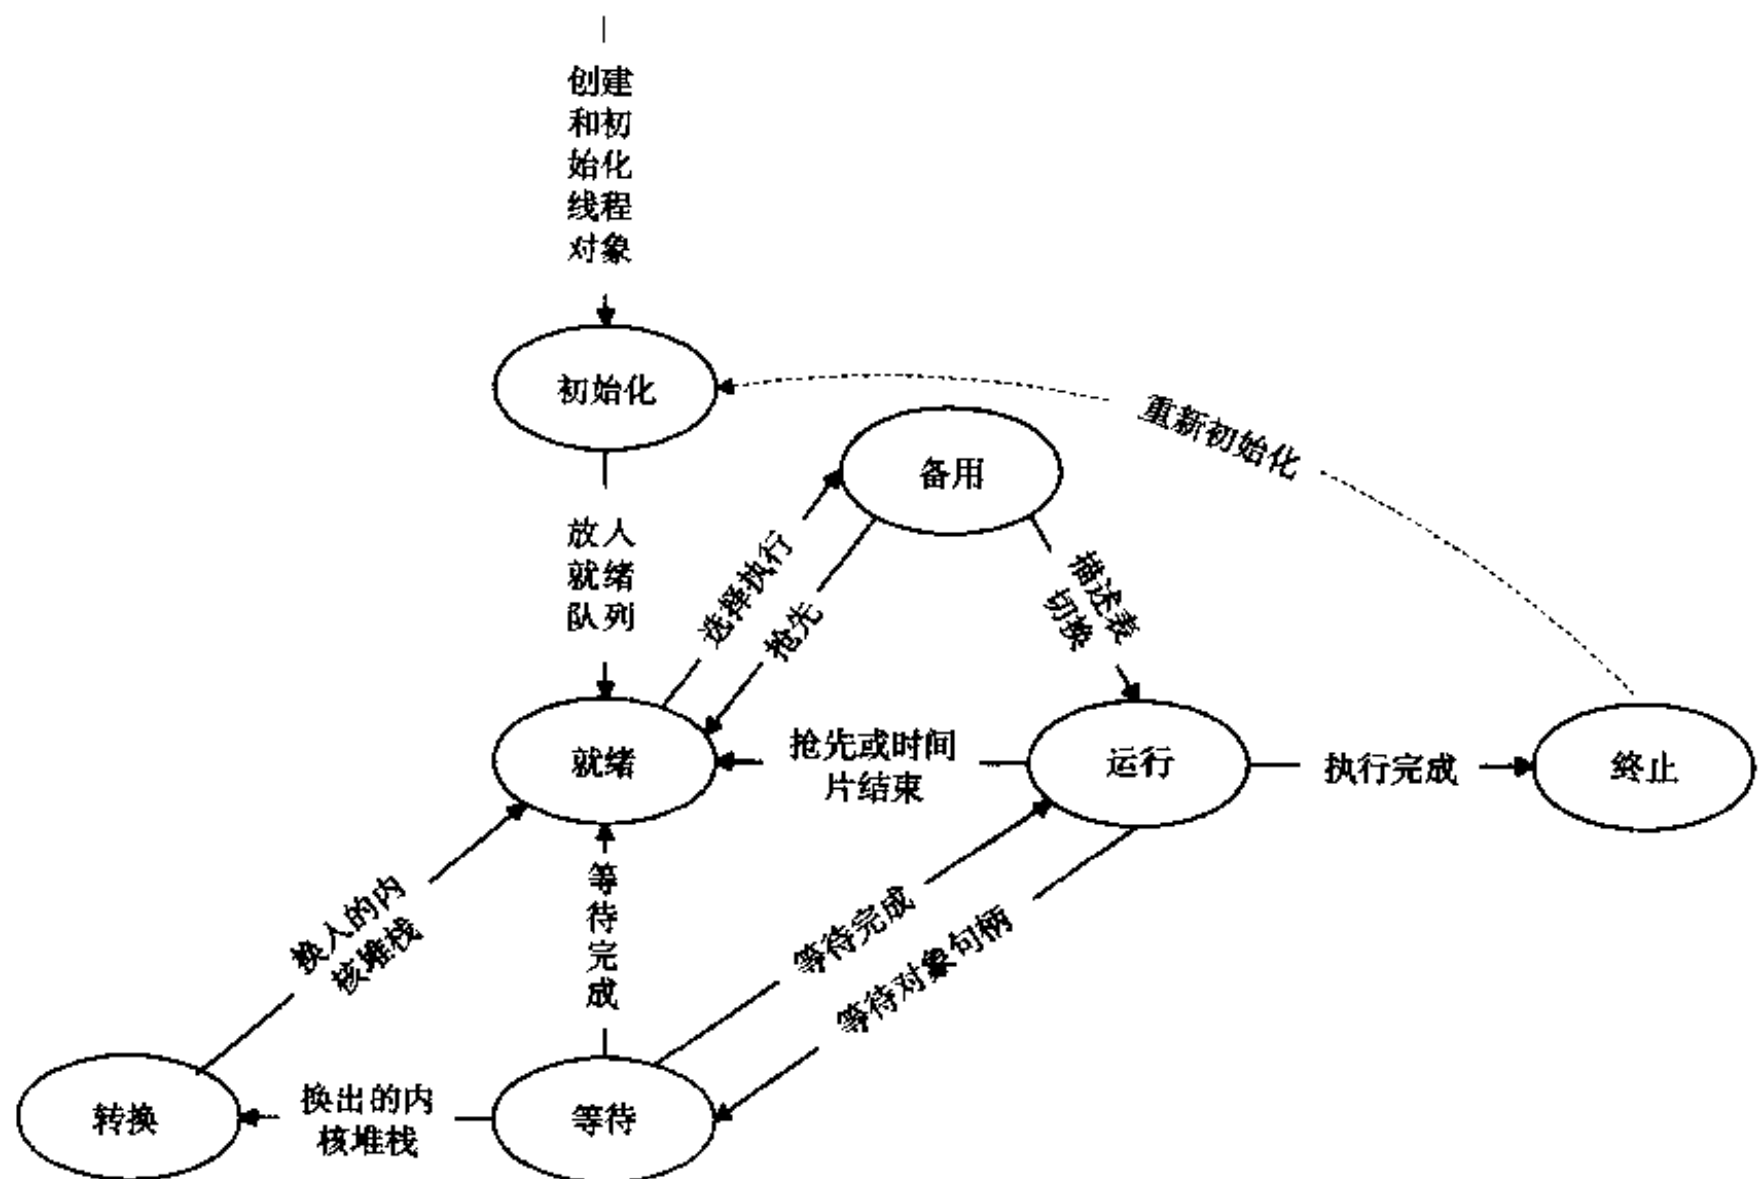 创建
和初
始化
线程
对象
初始化
重新初始化
备用
放人
就绪
队列
选择执行
抢先
描述表
切换
就绪
抢先或时间
片结束
运行
执行完成
终止
换入的内
核堆栈
等
待
完
成
等待完成
等待对象句柄
转换
换出的内
核堆栈
等待